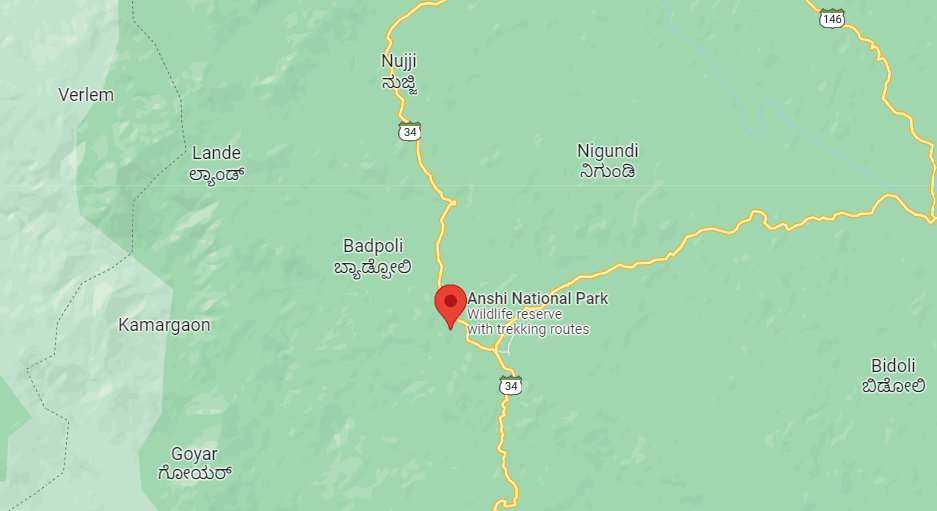 146
Nujji
ನುಜ್ಜಿ
Verlem
34
Lande
ಲ್ಯಾಂಡ್
Nigundi
ನಿಗುಂಡಿ
Badpoli
ಬ್ಯಾಡ್ಪೋಲಿ
Anshi National Park
Wildlife reserve
with trekking routes
Kamargaon
34
Bidoli
ಬಿಡೋಲಿ
Goyar
ಗೋಯರ್